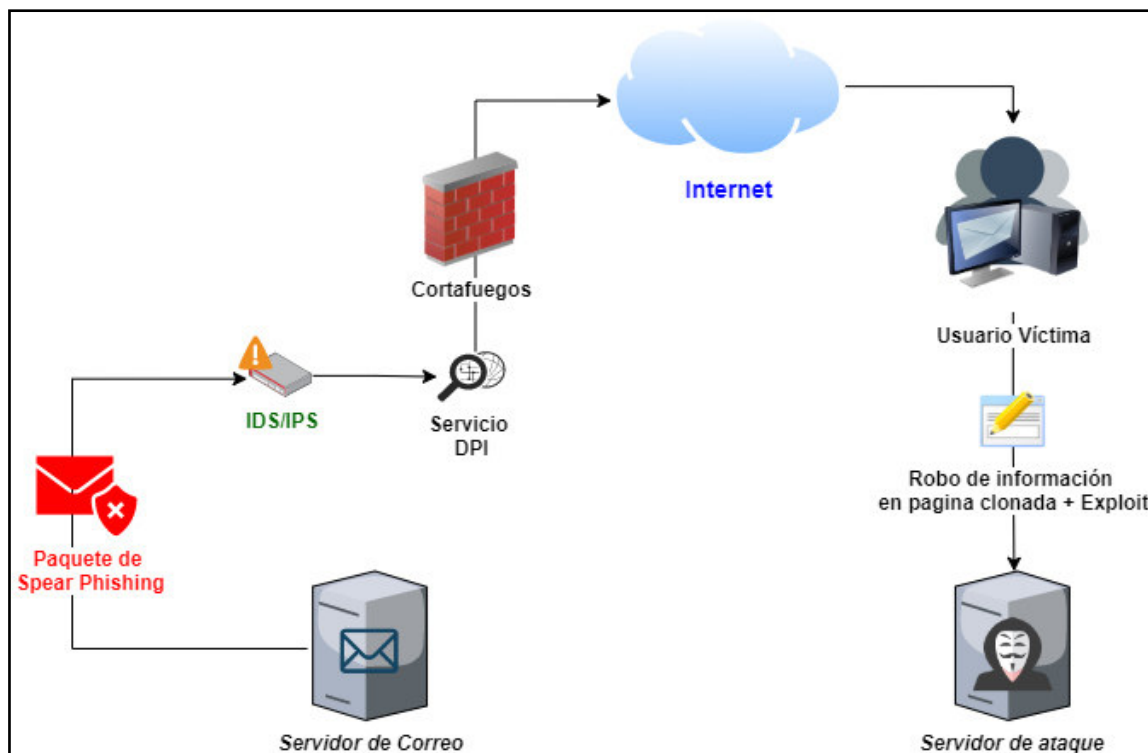 Internet
Cortafuegos
Usuario Víctima
IDS/IPS
Servicio
DPI
Robo de información
en pagina clonada + Exploit
Paquete de
Spear Phishing
Servidor de Correo
Servidor de ataque